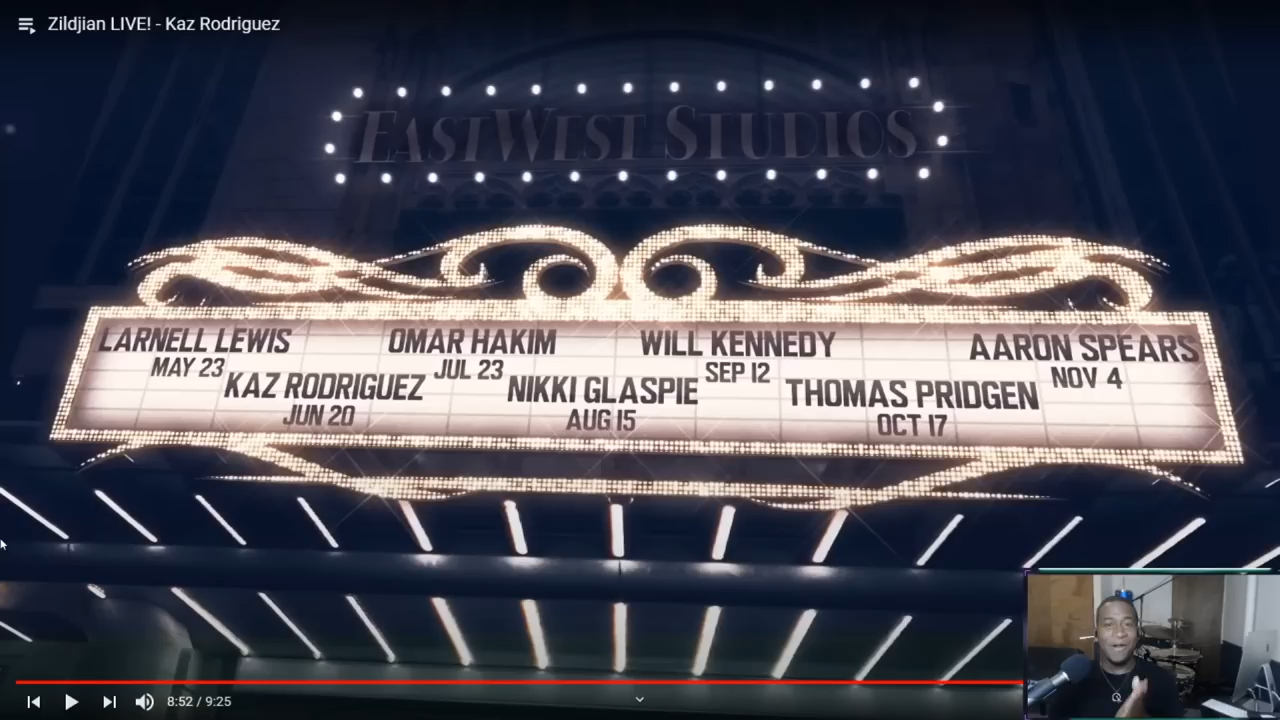 Zildjian LIVE! - Kaz Rodriguez
EASTWEST STUDIOS
LARNELL LEWIS
MAY 23
KAZ RODRIGUEZ
JUN 20
OMAR HAKIM
JUL 23
NIKKI GLASPIE
AUG 15
WILL KENNEDY
SEP 12
THOMAS PRIDGEN
OCT 17
AARON SPEARS
NOV 4
8:52 / 9:25